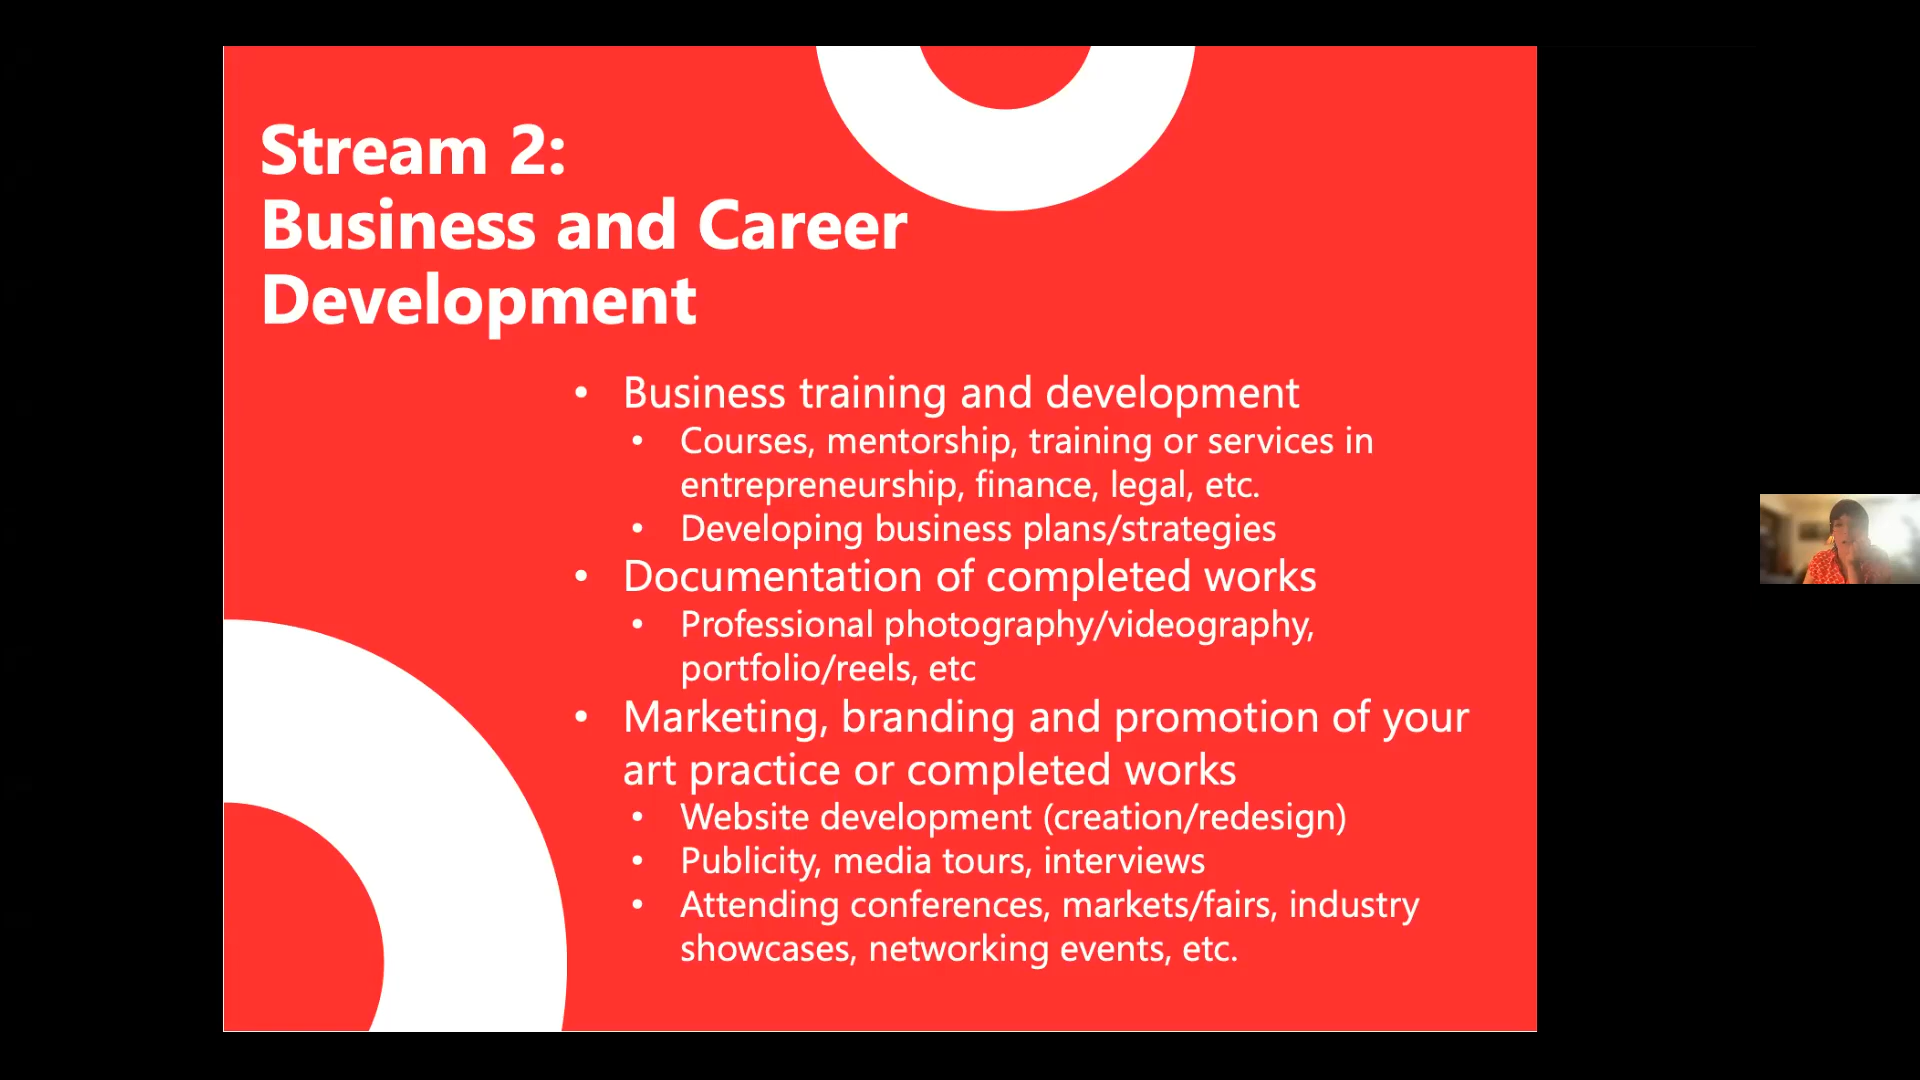 Stream 2:
Business and Career
Development
• Business training and development
• Courses, mentorship, training or services in
entrepreneurship, finance, legal, etc.
• Developing business plans/strategies
• Documentation of completed works
• Professional photography/videography,
portfolio/reels, etc
• Marketing, branding and promotion of your
art practice or completed works
• Website development (creation/redesign)
• Publicity, media tours, interviews
• Attending conferences, markets/fairs, industry
showcases, networking events, etc.